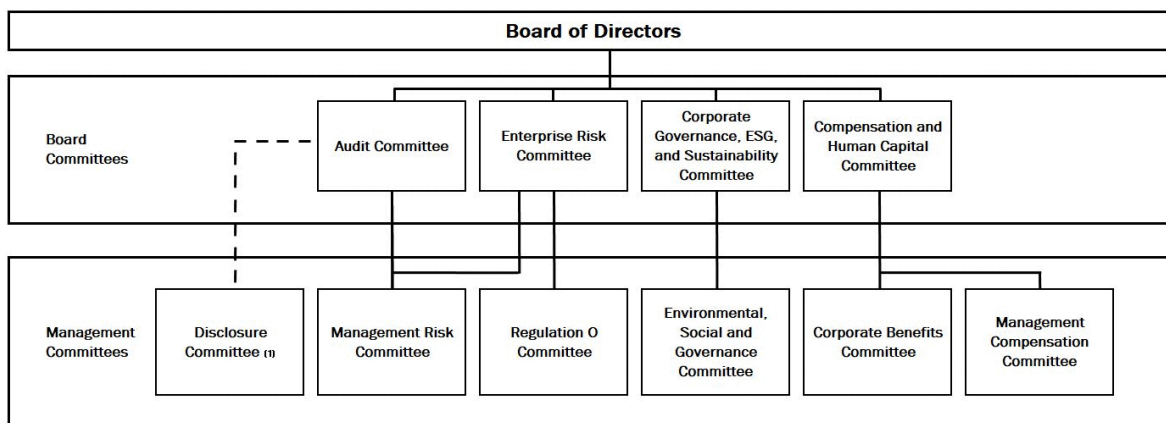 Board of Directors
Board
Committees
Audit Committee
Enterprise Risk
Committee
Corporate
Governance, ESG,
and Sustainability
Committee
Compensation and
Human Capital
Committee
Management
Committees
Disclosure
Committee (1)
Management Risk
Committee
Regulation O
Committee
Environmental,
Social and
Governance
Committee
Corporate Benefits
Committee
Management
Compensation
Committee